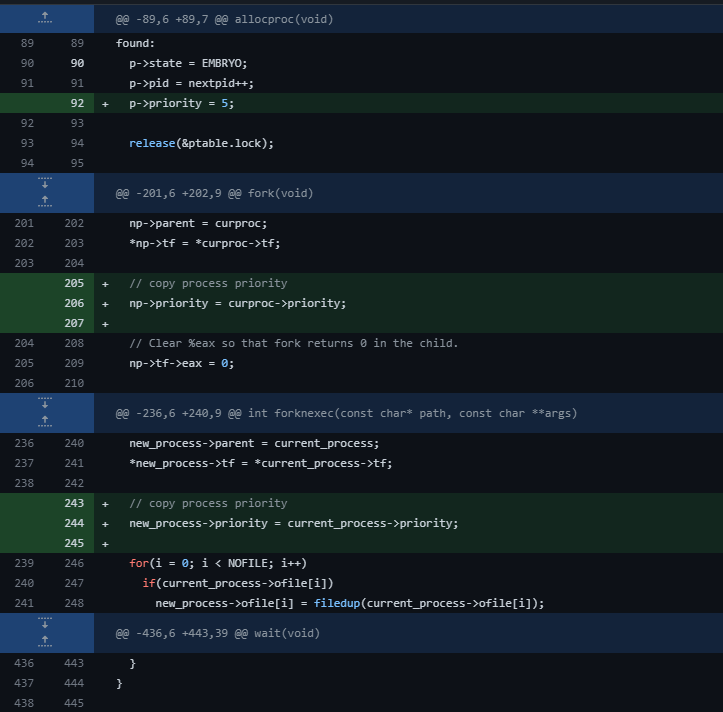 @@ -89,6 +89,7 @@ allocproc(void)
89 89 found:
90 90 p->state = EMBRYO;
91 91 p->pid = nextpid++;
92 + p->priority = 5;
92 93
93 94 release(&ptable.lock);
94 95
@@ -201,6 +202,9 @@ fork(void)
201 202 np->parent = curproc;
202 203 *np->tf = *curproc->tf;
203 204
205 + // copy process priority
206 + np->priority = curproc->priority;
207 +
204 208 // Clear %eax so that fork returns 0 in the child.
205 209 np->tf->eax = 0;
206 210
@@ -236,6 +240,9 @@ int forknexec(const char* path, const char **args)
236 240 new_process->parent = current_process;
237 241 *new_process->tf = *current_process->tf;
238 242
243 + // copy process priority
244 + new_process->priority = current_process->priority;
245 +
239 246 for(i = 0; i < NOFILE; i++)
240 247 if(current_process->ofile[i])
241 248 new_process->ofile[i] = filedup(current_process->ofile[i]);
@@ -436,6 +443,39 @@ wait(void)
436 443 }
437 444 }
438 445